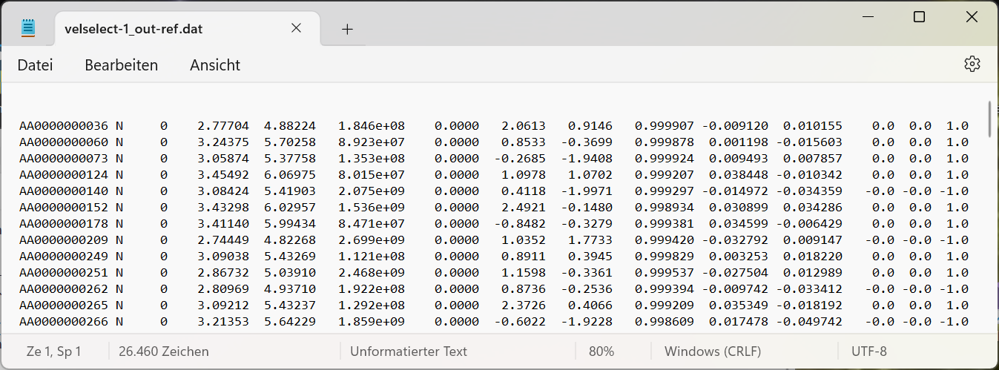 velselect-1_out-ref.dat
Datei Bearbeiten Ansicht
AA0000000036 N 0 2.77704 4.88224 1.846e+08 0.0000 2.0613 0.9146 0.999907 -0.009120 0.010155 0.0 0.0 1.0
AA0000000060 N 0 3.24375 5.70258 8.923e+07 0.0000 0.8533 -0.3699 0.999878 0.001198 -0.015603 0.0 0.0 1.0
AA0000000073 N 0 3.05874 5.37758 1.353e+08 0.0000 -0.2685 -1.9408 0.999924 0.009493 0.007857 0.0 0.0 1.0
AA0000000124 N 0 3.45492 6.06975 8.015e+07 0.0000 1.0978 1.0702 0.999207 0.038448 -0.010342 0.0 0.0 1.0
AA0000000140 N 0 3.08424 5.41903 2.075e+09 0.0000 0.4118 -1.9971 0.999297 -0.014972 -0.034359 -0.0 -0.0 -1.0
AA0000000152 N 0 3.43298 6.02957 1.536e+09 0.0000 2.4921 -0.1480 0.998934 0.030899 0.034286 0.0 0.0 1.0
AA0000000178 N 0 3.41140 5.99434 8.471e+07 0.0000 -0.8482 -0.3279 0.999381 0.034599 -0.006429 0.0 0.0 1.0
AA0000000209 N 0 2.74449 4.82268 2.699e+09 0.0000 1.0352 1.7733 0.999420 -0.032792 0.009147 -0.0 -0.0 -1.0
AA0000000249 N 0 3.09038 5.43269 1.121e+08 0.0000 0.8911 0.3945 0.999829 0.003253 0.018220 0.0 0.0 1.0
AA0000000251 N 0 2.86732 5.03910 2.468e+09 0.0000 1.1598 -0.3361 0.999537 -0.027504 0.012989 -0.0 -0.0 -1.0
AA0000000262 N 0 2.80969 4.93710 1.922e+08 0.0000 0.8736 -0.2536 0.999394 -0.009742 -0.033412 -0.0 -0.0 -1.0
AA0000000265 N 0 3.09212 5.43237 1.292e+08 0.0000 2.3726 0.4066 0.999209 0.035349 -0.018192 0.0 0.0 1.0
AA0000000266 N 0 3.21353 5.64229 1.859e+09 0.0000 -0.6022 -1.9228 0.998609 0.017478 -0.049742 -0.0 -0.0 -1.0
Ze 1, Sp 1 26.460 Zeichen Unformatierter Text 80% Windows (CRLF) UTF-8